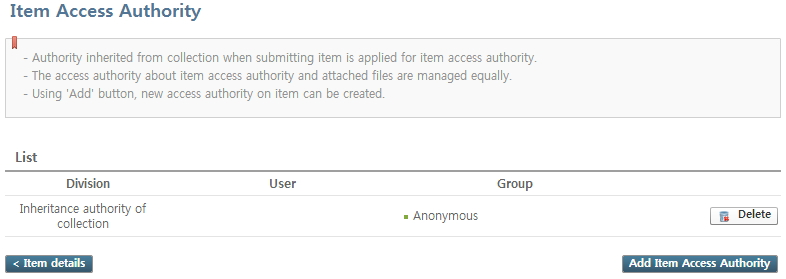 Item Access Authority
- Authority inherited from collection when submitting item is applied for item access authority.
- The access authority about item access authority and attached files are managed equally.
- Using 'Add' button, new access authority on item can be created.
List
Division User Group
Inheritance authority of
collection
Anonymous
Delete
< Item details
Add Item Access Authority